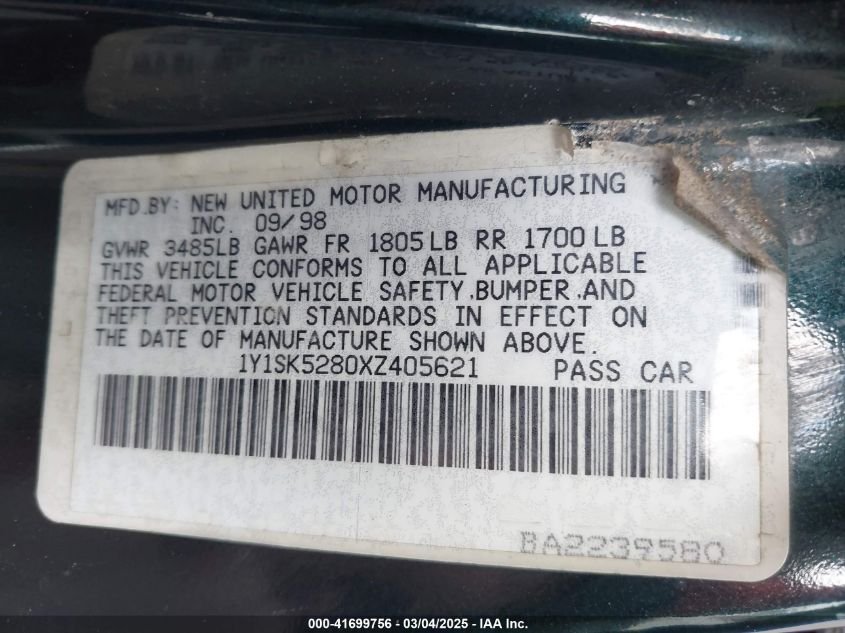 MFD.BY: NEW UNITED MOTOR MANUFACTURING
INC. 09/98
GVWR 3485LB GAWR FR 1805LB RR 1700LB
THIS VEHICLE CONFORMS TO ALL APPLICABLE
FEDERAL MOTOR VEHICLE SAFETY,BUMPER,AND
THEFT PREVENTION STANDARDS IN EFFECT ON
THE DATE OF MANUFACTURE SHOWN ABOVE.
1Y1SK5280XZ405621 PASS CAR
BA2239580
000-41699756 - 03/04/2025 - IAA Inc.